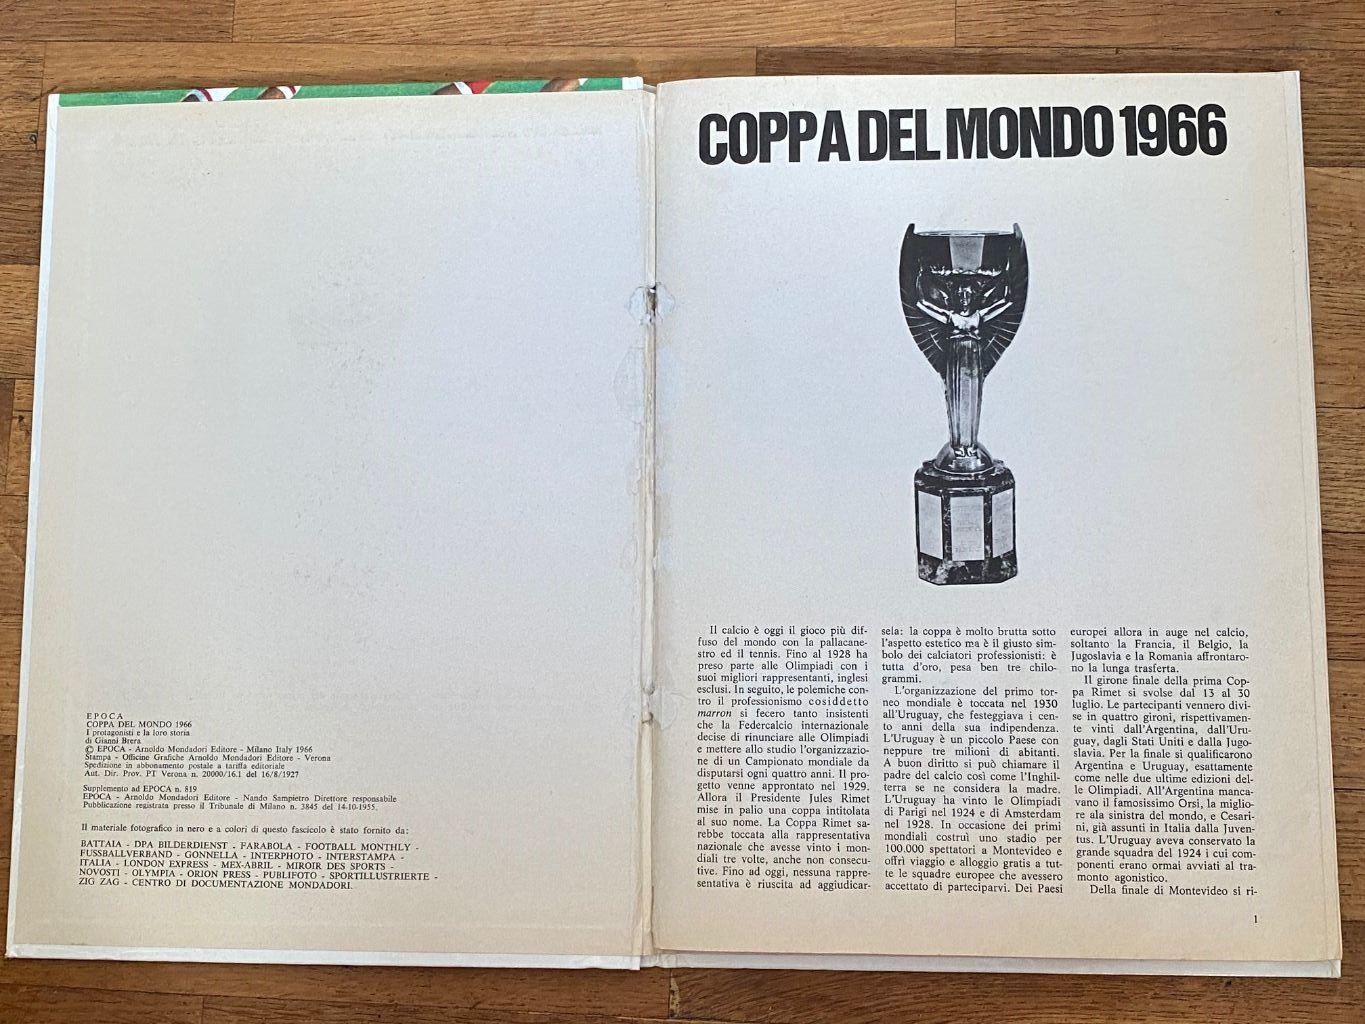 EPOCA
COPPA DEL MONDO 1966
I protagonisti e la loro storia
di Gianni Brera
© EPOCA - Arnoldo Mondadori Editore - Milano Italy 1966
Stampa - Officine Grafiche Arnoldo Mondadori Editore - Verona
Spedizione in abbonamento postale a tariffa editoriale
Aut. Dir. Prov. PT Verona n. 20000/16.1 del 16/8/1927
Supplemento ad EPOCA n. 819
EPOCA - Arnoldo Mondadori Editore - Nando Sampietro Direttore responsabile
Pubblicazione registrata presso il Tribunale di Milano n. 3845 del 14-10-1955.
Il materiale fotografico in nero e a colori di questo fascicolo è stato fornito da:
BATTAIA - DPA BILDERDIENST - FARABOLA - FOOTBALL MONTHLY -
FUSSBALLVERBAND - GONNELLA - INTERPHOTO - INTERSTAMPA -
ITALIA - LONDON EXPRESS - MEX-ABRIL - MIROIR DES SPORTS -
NOVOSTI - OLYMPIA - ORION PRESS - PUBLIFOTO - SPORTILLUSTRIERTE -
ZIG ZAG - CENTRO DI DOCUMENTAZIONE MONDADORI.
COPPA DEL MONDO 1966
Il calcio è oggi il gioco più dif-
fuso del mondo con la pallacane-
stro ed il tennis. Fino al 1928 ha
preso parte alle Olimpiadi con i
suoi migliori rappresentanti, inglesi
esclusi. In seguito, le polemiche con-
tro il professionismo cosiddetto
marron si fecero tanto insistenti
che la Federcalcio internazionale
decise di rinunciare alle Olimpiadi
e mettere allo studio l'organizzazio-
ne di un Campionato mondiale da
disputarsi ogni quattro anni. Il pro-
getto venne approntato nel 1929.
Allora il Presidente Jules Rimet
mise in palio una coppa intitolata
al suo nome. La Coppa Rimet sa-
rebbe toccata alla rappresentativa
nazionale che avesse vinto i mon-
diali tre volte, anche non consecu-
tive. Fino ad oggi, nessuna rappre-
sentativa è riuscita ad aggiudicar-
sela: la coppa è molto brutta sotto
l'aspetto estetico ma è il giusto sim-
bolo dei calciatori professionisti: è
tutta d'oro, pesa ben tre chilo-
grammi.
L'organizzazione del primo tor-
neo mondiale è toccata nel 1930
all'Uruguay, che festeggiava i cen-
to anni della sua indipendenza.
L'Uruguay è un piccolo Paese con
neppure tre milioni di abitanti.
A buon diritto si può chiamare il
padre del calcio così come l'Inghil-
terra se ne considera la madre.
L'Uruguay ha vinto le Olimpiadi
di Parigi nel 1924 e di Amsterdam
nel 1928. In occasione dei primi
mondiali costruì uno stadio per
100.000 spettatori a Montevideo e
offrì viaggio e alloggio gratis a tut-
te le squadre europee che avessero
accettato di parteciparvi. Dei Paesi
europei allora in auge nel calcio,
soltanto la Francia, il Belgio, la
Jugoslavia e la Romania affrontaro-
no la lunga trasferta.
Il girone finale della prima Cop-
pa Rimet si svolse dal 13 al 30
luglio. Le partecipanti vennero divi-
se in quattro gironi, rispettivamen-
te vinti dall'Argentina, dall'Uru-
guay, dagli Stati Uniti e dalla Jugo-
slavia. Per la finale si qualificarono
Argentina e Uruguay, esattamente
come nelle due ultime edizioni del-
le Olimpiadi. All'Argentina manca-
vano il famosissimo Orsi, la miglio-
re ala sinistra del mondo, e Cesari-
ni, già assunti in Italia dalla Juven-
tus. L'Uruguay aveva conservato la
grande squadra del 1924 i cui com-
ponenti erano ormai avviati al tra-
monto agonistico.
Della finale di Montevideo si ri-
1